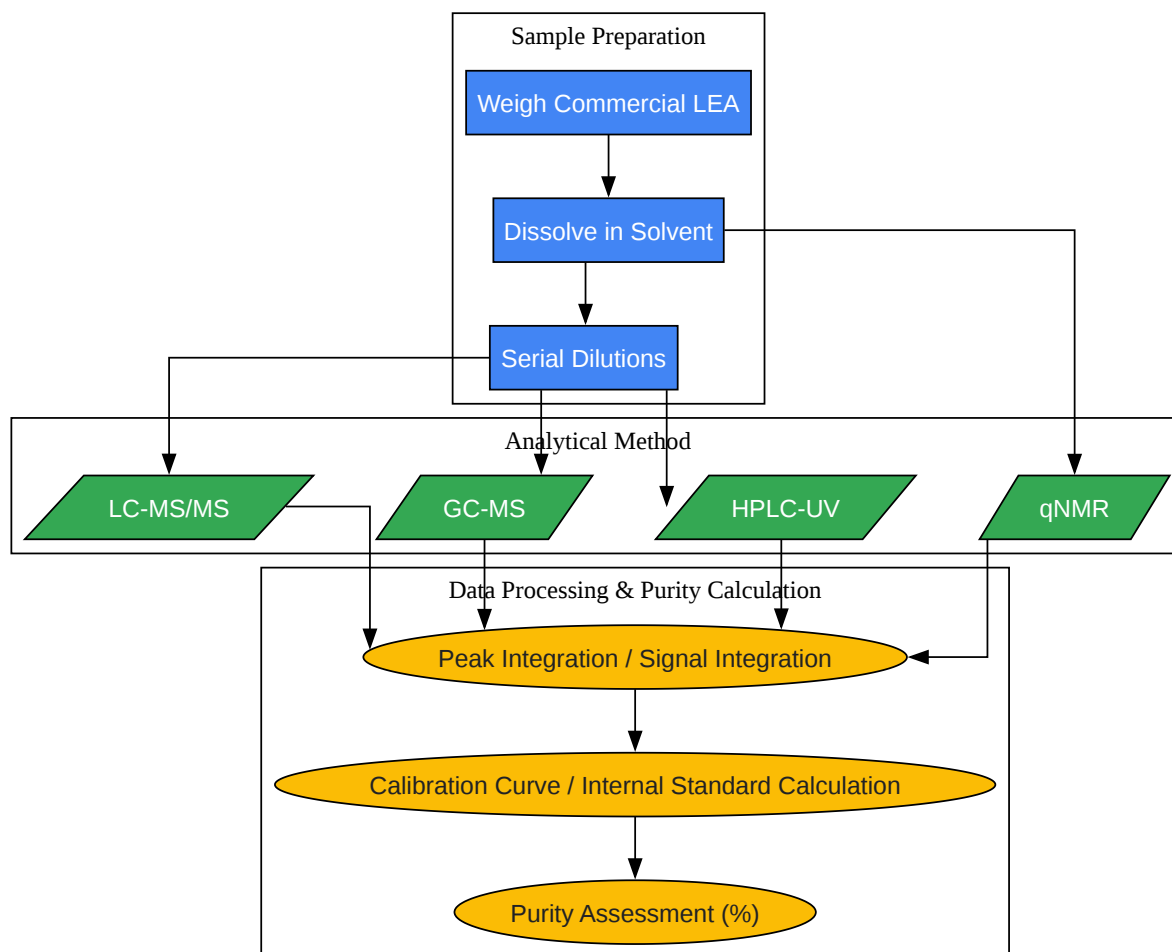 Sample Preparation
Weigh Commercial LEA
Dissolve in Solvent
Serial Dilutions
Analytical Method
LC-MS/MS
GC-MS
HPLC-UV
qNMR
Data Processing & Purity Calculation
Peak Integration / Signal Integration
Calibration Curve / Internal Standard Calculation
Purity Assessment (%)